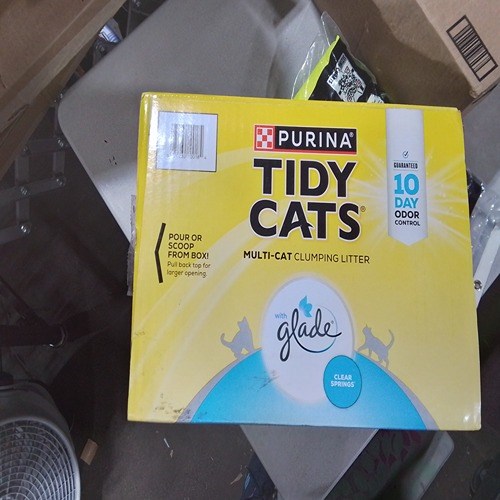 PURINA®
TIDY
CATS®
MULTI-CAT CLUMPING LITTER
GUARANTEED
10
DAY
ODOR
CONTROL
POUR OR
SCOOP
FROM BOX!
Pull back top for
larger opening.
with
glade®
CLEAR
SPRINGS